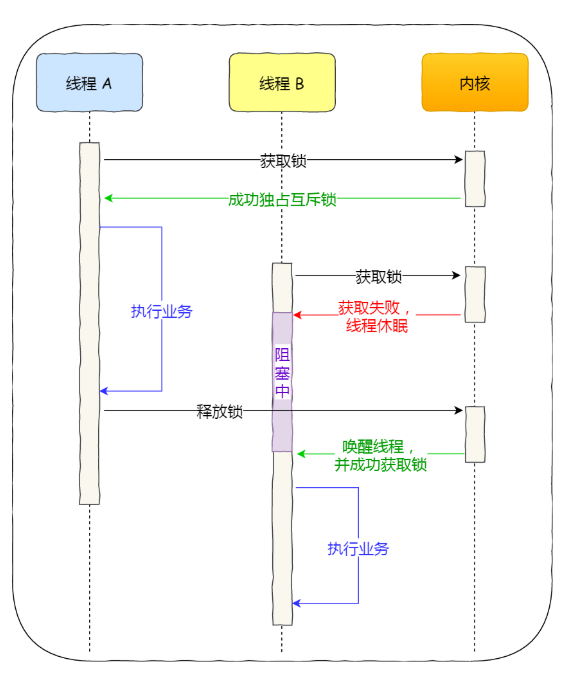 线程 A
线程 B
内核
获取锁
成功独占互斥锁
执行业务
获取锁
获取失败，
线程休眠
阻
塞
中
释放锁
唤醒线程，
并成功获取锁
执行业务